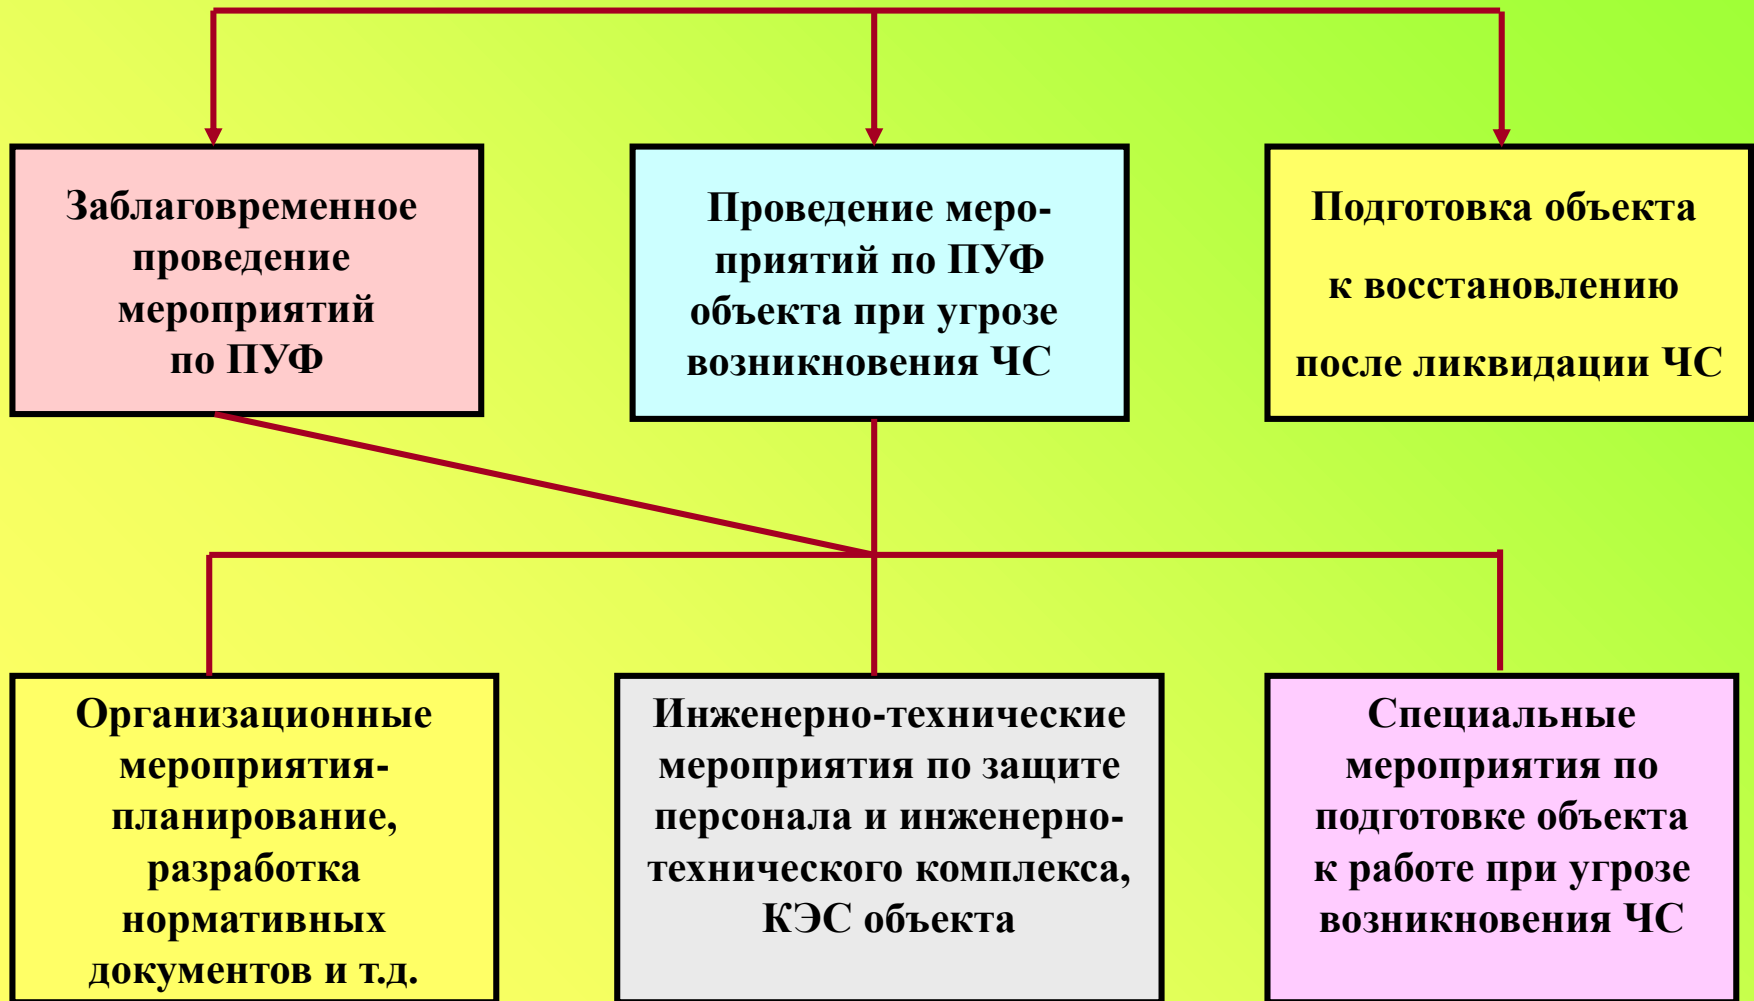 Заблаговременное
проведение
мероприятий
по ПУФ
Проведение меро-
приятий по ПУФ
объекта при угрозе
возникновения ЧС
Подготовка объекта
к восстановлению
после ликвидации ЧС
Организационные
мероприятия-
планирование,
разработка
нормативных
документов и т.д.
Инженерно-технические
мероприятия по защите
персонала и инженерно-
технического комплекса,
КЭС объекта
Специальные
мероприятия по
подготовке объекта
к работе при угрозе
возникновения ЧС